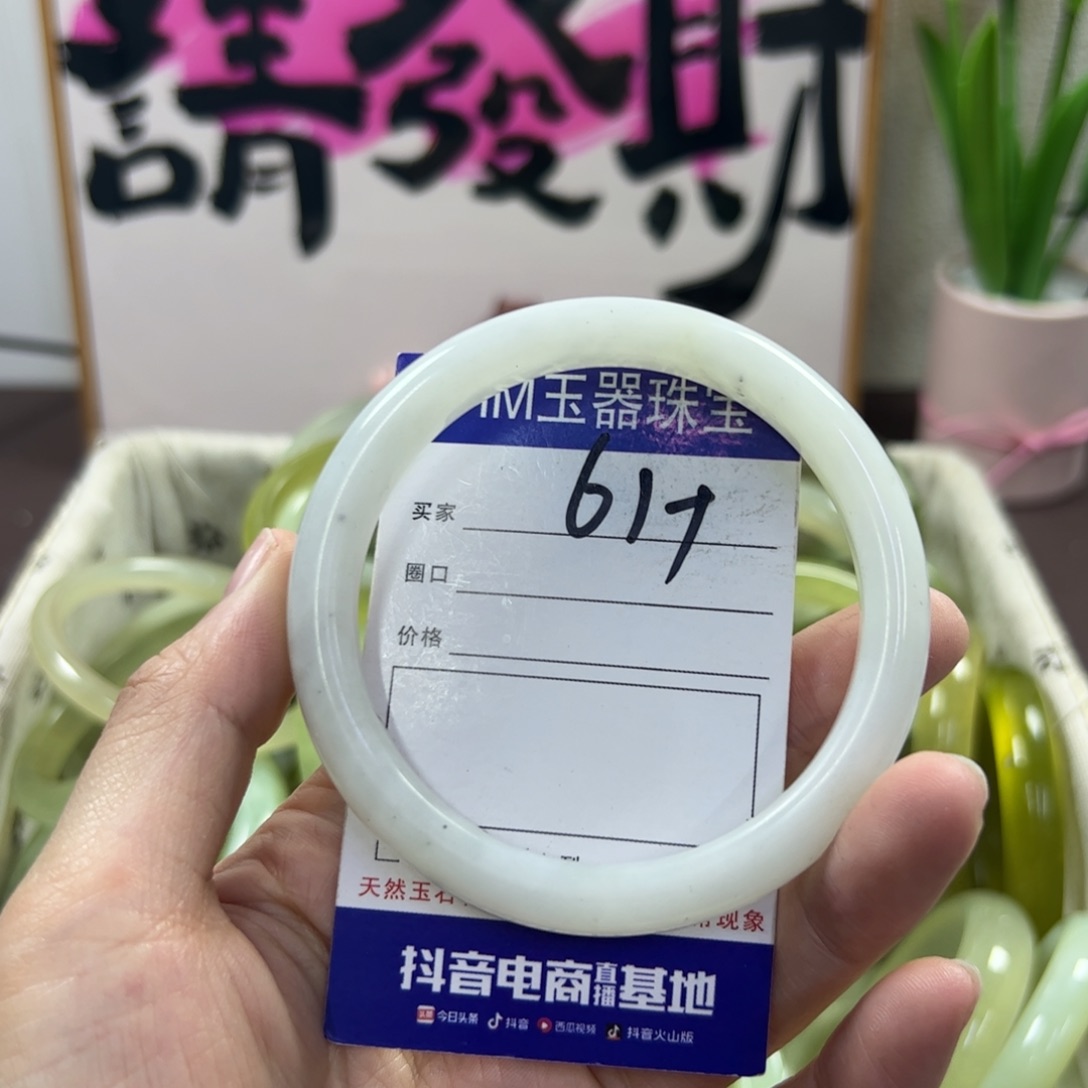 請發財
IM玉器珠宝
617
买家
圈口
价格
天然玉石
现象
抖音电商直播基地
头条 今日头条 抖音 西瓜视频 抖音火山版